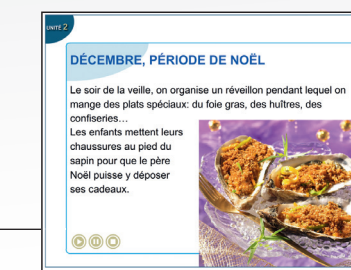 UNITÉ 2
DÉCEMBRE, PÉRIODE DE NOËL
Le soir de la veille, on organise un réveillon pendant lequel on
mange des plats spéciaux: du foie gras, des huîtres, des
confiseries…
Les enfants mettent leurs
chaussures au pied du
sapin pour que le père
Noël puisse y déposer
ses cadeaux.